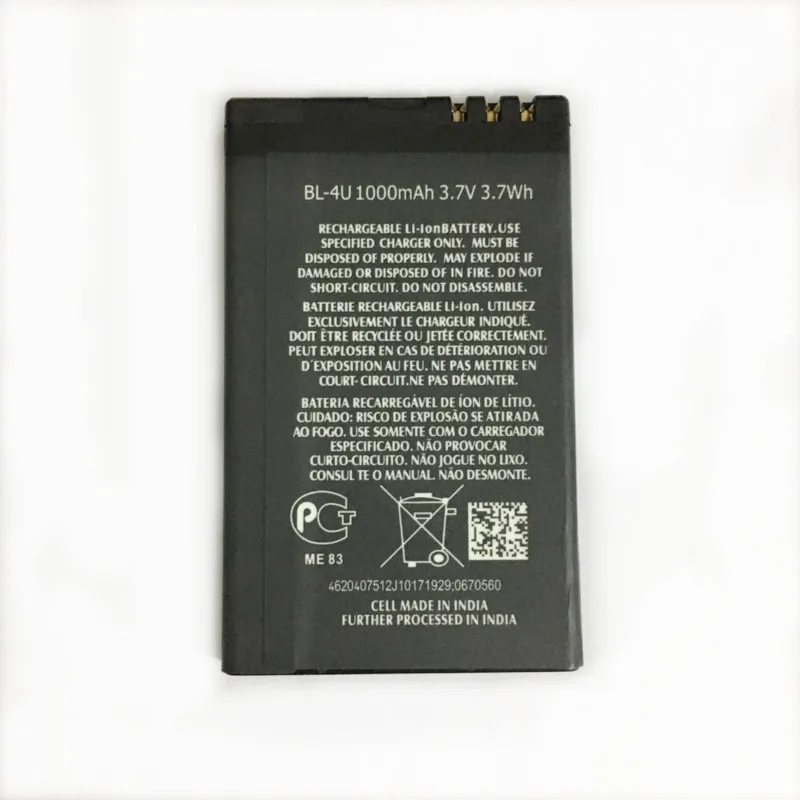 BL-4U 1000mAh 3.7V 3.7Wh
RECHARGEABLE Li-IonBATTERY.USE
SPECIFIED CHARGER ONLY. MUST BE
DISPOSED OF PROPERLY. MAY EXPLODE IF
DAMAGED OR DISPOSED OF IN FIRE. DO NOT
SHORT-CIRCUIT. DO NOT DISASSEMBLE.
BATTERIE RECHARGEABLE Li-Ion. UTILISEZ
EXCLUSIVEMENT LE CHARGEUR INDIQUÉ.
DOIT ÊTRE RECYCLÉE OU JETÉE CORRECTEMENT.
PEUT EXPLOSER EN CAS DE DÉTÉRIORATION OU
D'EXPOSITION AU FEU. NE PAS METTRE EN
COURT-CIRCUIT.NE PAS DÉMONTER.
BATERIA RECARREGÁVEL DE ÍON DE LÍTIO.
CUIDADO: RISCO DE EXPLOSÃO SE ATIRADA
AO FOGO. USE SOMENTE COM O CARREGADOR
ESPECIFICADO. NÃO PROVOCAR
CURTO-CIRCUITO. NÃO JOGUE NO LIXO.
CONSUL TE O MANUAL. NÃO DESMONTE.
PCT
ME 83
4620407512J10171929;0670560
CELL MADE IN INDIA
FURTHER PROCESSED IN INDIA